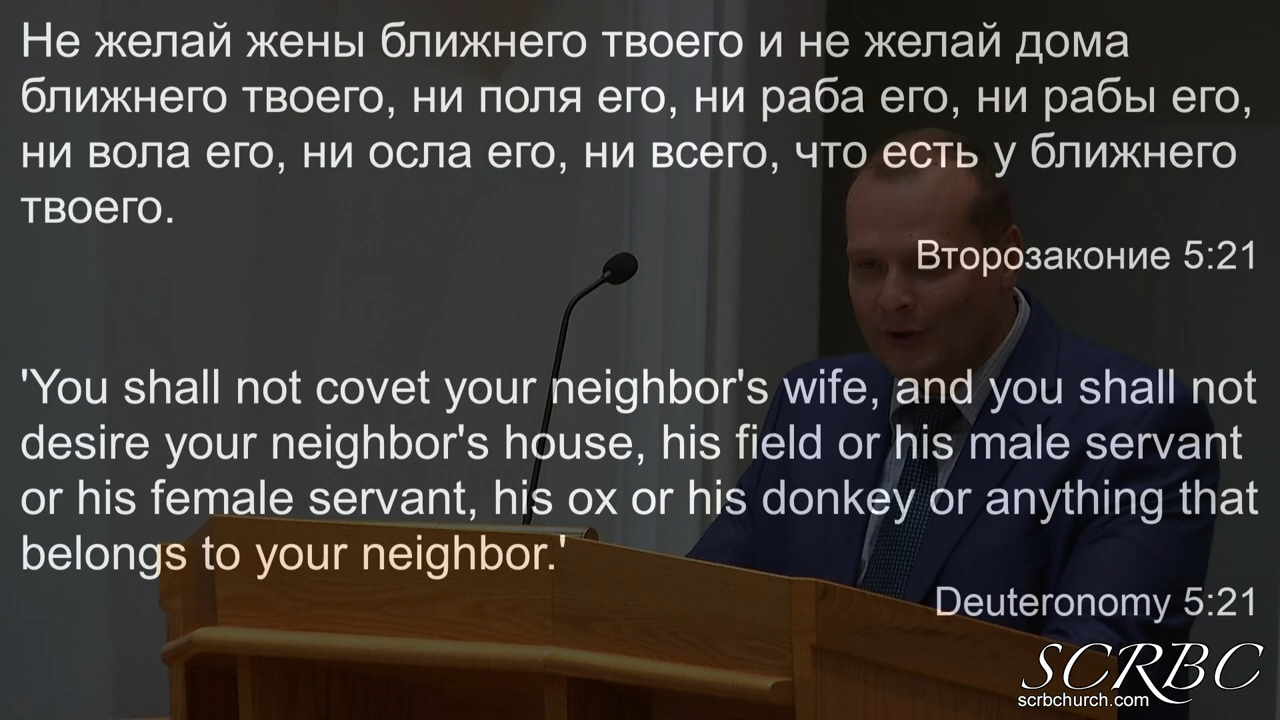 Не желай жены ближнего твоего и не желай дома
ближнего твоего, ни поля его, ни раба его, ни рабы его,
ни вола его, ни осла его, ни всего, что есть у ближнего
твоего.
Второзаконие 5:21
'You shall not covet your neighbor's wife, and you shall not
desire your neighbor's house, his field or his male servant
or his female servant, his ox or his donkey or anything that
belongs to your neighbor.'
Deuteronomy 5:21
SCRBC
scrbchurch.com